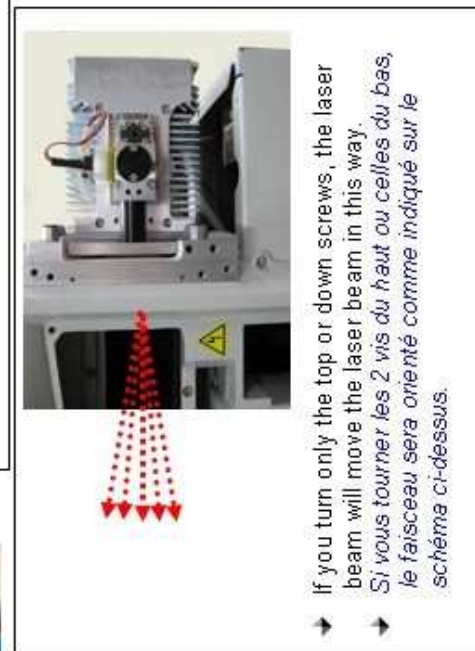 If you turn only the top or down screws, the laser
beam will move the laser beam in this way.
Si vous tourner les 2 vis du haut ou celles du bas,
le faisceau sera orienté comme indiqué sur le
schéma ci-dessus.